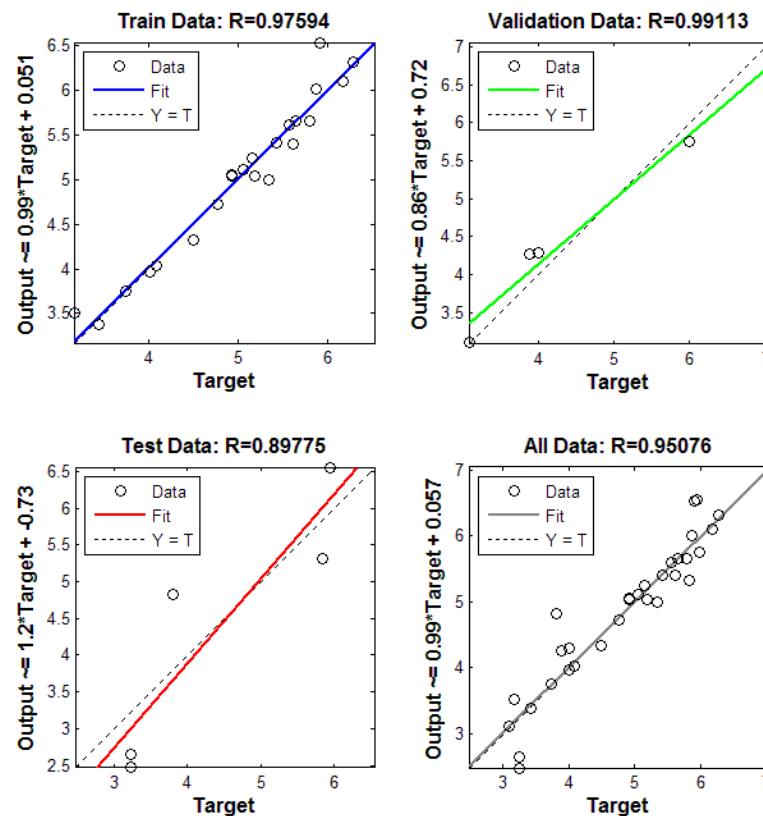 Train Data: R=0.97594
Output ~= 0.99*Target + 0.051
6.5
6
5.5
5
4.5
4
3.5
Data
Fit
Y = T
4
5
6
Target
Validation Data: R=0.99113
Output ~= 0.86*Target + 0.72
7
6.5
6
5.5
5
4.5
4
3.5
Data
Fit
Y = T
4
5
6
7
Target
Test Data: R=0.89775
Output ~= 1.2*Target + -0.73
6.5
6
5.5
5
4.5
4
3.5
3
2.5
Data
Fit
Y = T
3
4
5
6
Target
All Data: R=0.95076
Output ~= 0.99*Target + 0.057
7
6
5
4
3
Data
Fit
Y = T
3
4
5
6
Target